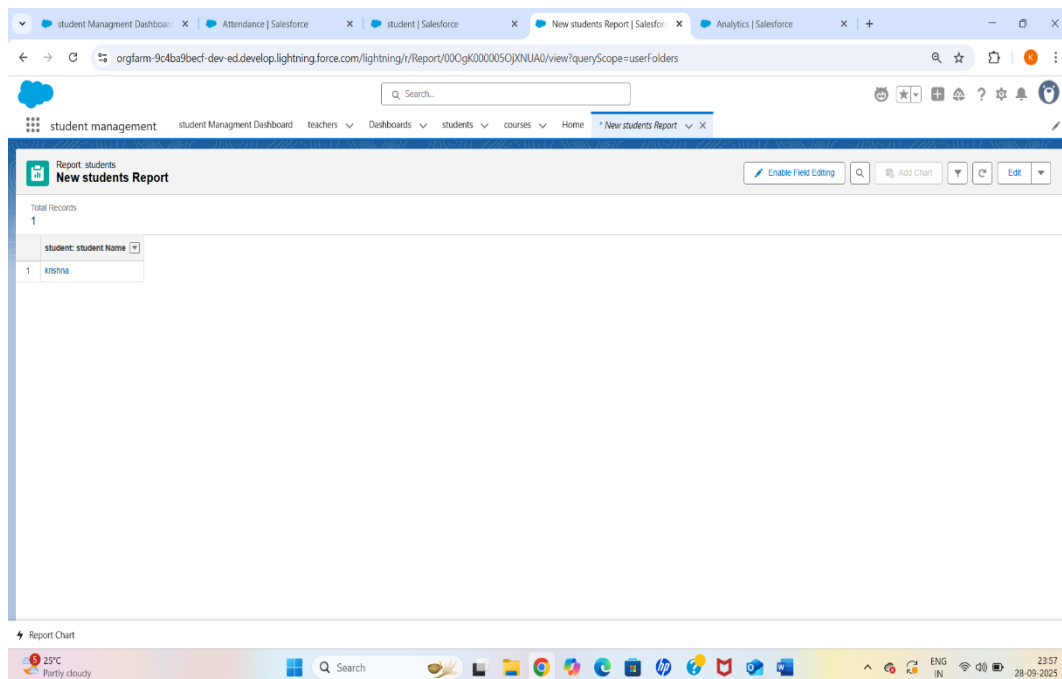 student Managment Dashboar
Attendance | Salesforce
student | Salesforce
New students Report | Salesfor
Analytics | Salesforce
orgfarm-9c4ba9becf-dev-ed.develop.lightning.force.com/lightning/r/Report/00OgK000005OjXNUA0/view?queryScope=userFolders
K
Search...
student management
student Managment Dashboard
teachers
Dashboards
students
courses
Home
* New students Report
Report: students
New students Report
Enable Field Editing
Add Chart
Edit
Total Records
1
student: student Name
1 krishna
Report Chart
5
25°C
Partly cloudy
Search
ENG
IN
23:57
28-09-2025